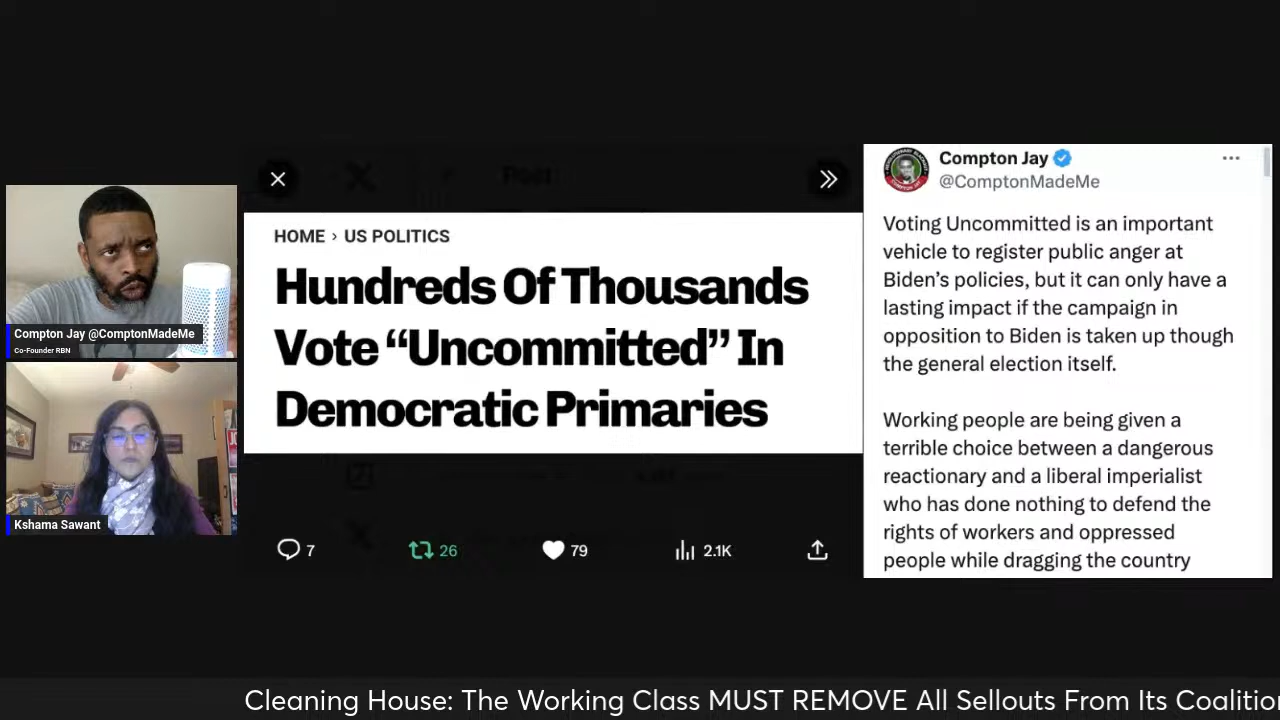 Compton Jay @ComptonMadeMe
Co-Founder RBN
Kshama Sawant
Post
HOME › US POLITICS
Hundreds Of Thousands
Vote “Uncommitted” In
Democratic Primaries
7
26
79
2.1K
Compton Jay
@ComptonMadeMe
Voting Uncommitted is an important
vehicle to register public anger at
Biden’s policies, but it can only have a
lasting impact if the campaign in
opposition to Biden is taken up though
the general election itself.
Working people are being given a
terrible choice between a dangerous
reactionary and a liberal imperialist
who has done nothing to defend the
rights of workers and oppressed
people while dragging the country
Cleaning House: The Working Class MUST REMOVE All Sellouts From Its Coalition